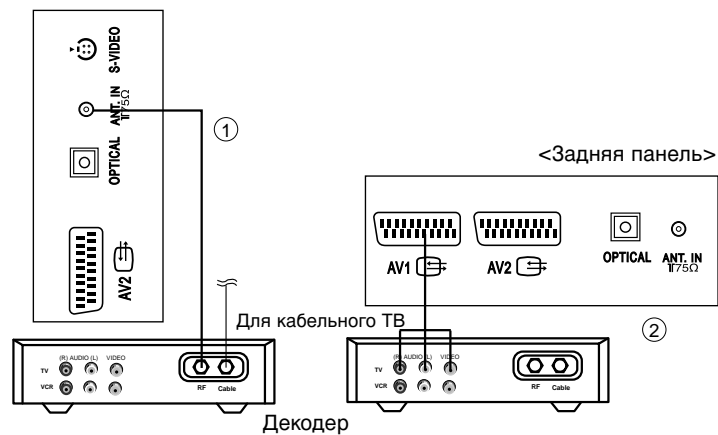 S-VIDEO
ANT. IN
75Ω
OPTICAL
AV2
1
<Задняя панель>
AV1
AV2
OPTICAL
ANT. IN
75Ω
2
Для кабельного ТВ
(R) AUDIO (L) VIDEO
TV
VCR
RF Cable
(R) AUDIO (L) VIDEO
TV
VCR
RF Cable
Декодер